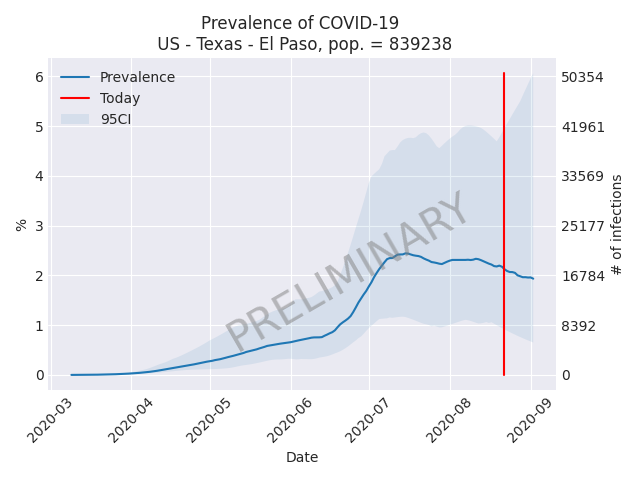 Prevalence of COVID-19
US - Texas - El Paso, pop. = 839238
Prevalence
Today
95CI
6
5
4
3
2
1
0
%
50354
41961
33569
25177
16784
8392
0
# of infections
PRELIMINARY
2020-03
2020-04
2020-05
2020-06
2020-07
2020-08
2020-09
Date